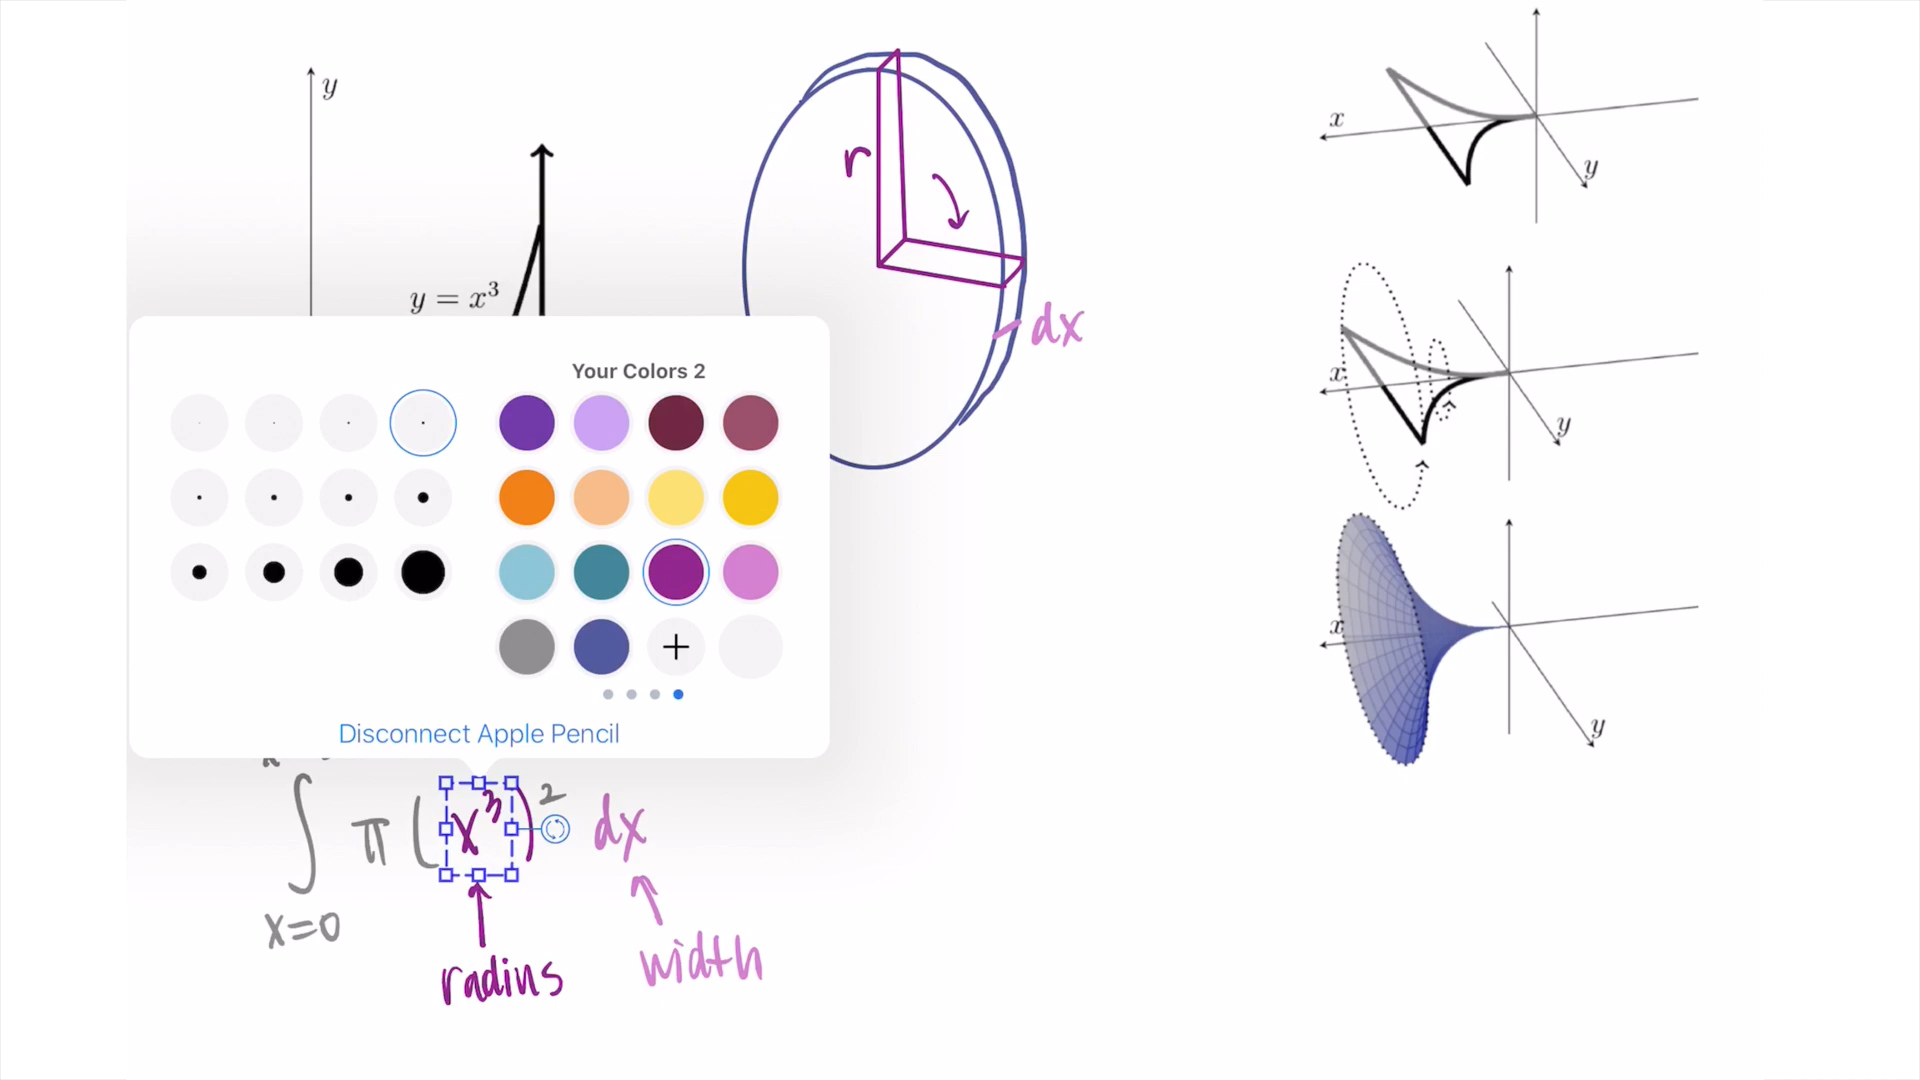 y
y = x³
r
dx
Your Colors 2
+
Disconnect Apple Pencil
∫ π (x³)² dx
x=0
radius
width
x
y
x
y
x
y